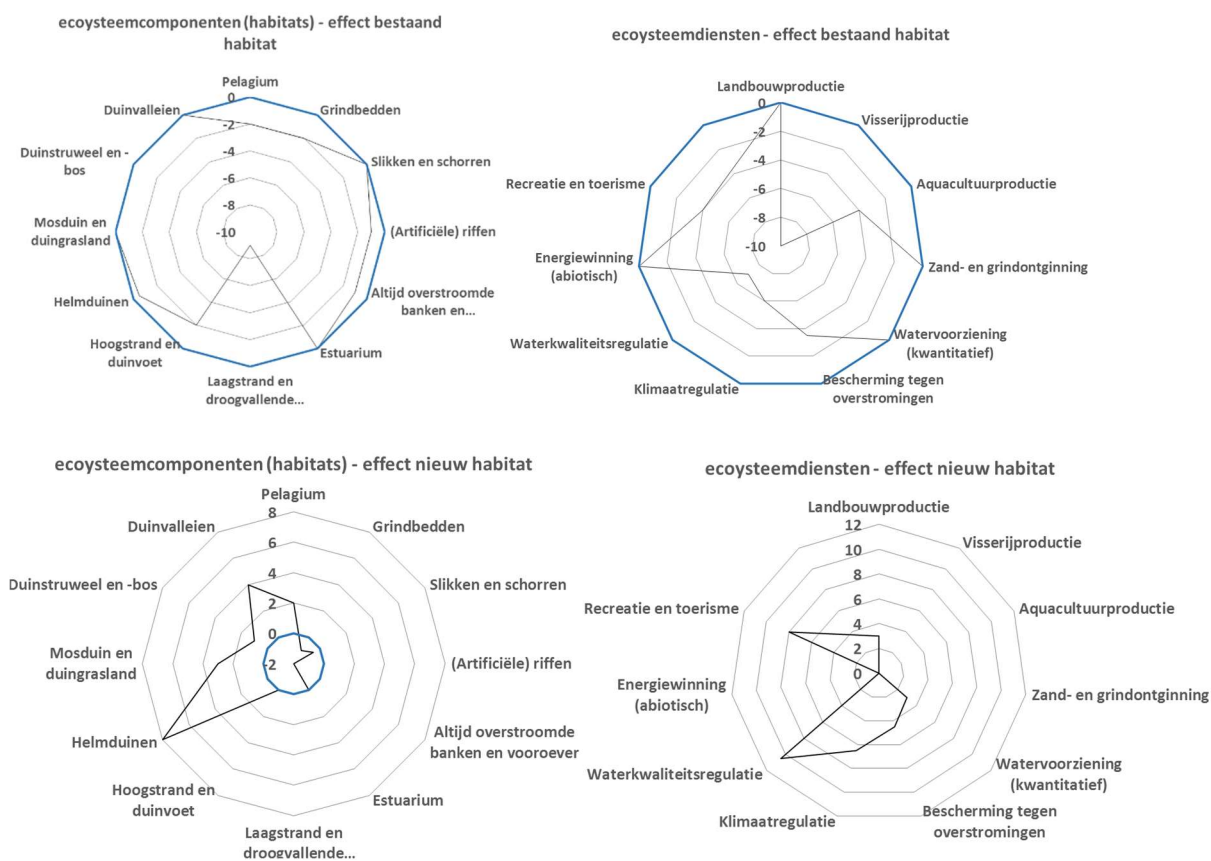 ecosysteemcomponenten (habitats) - effect bestaand
habitat
Pelagium
Grindbedden
Slikken en schorren
(Artificiële) riffen
Altijd overstroomde
banken en...
Estuarium
Laagstrand en
droogvallende...
Hoogstrand en
duinvoet
Helmduinen
Mosduin en
duingrasland
Duinstruweel en -
bos
Duinvalleien
0
-2
-4
-6
-8
-10
ecoysteemdiensten - effect bestaand habitat
Landbouwproductie
Visserijproductie
Aquacultuurproductie
Zand- en grindontginning
Watervoorziening
(kwantitatief)
Bescherming tegen
overstromingen
Klimaatregulatie
Waterkwaliteitsregulatie
Energiewinning
(abiotisch)
Recreatie en toerisme
0
-2
-4
-6
-8
-10
ecoysteemcomponenten (habitats) - effect nieuw habitat
Pelagium
Grindbedden
Slikken en schorren
(Artificiële) riffen
Altijd overstroomde
banken en vooroever
Estuarium
Laagstrand en
droogvallende...
Hoogstrand en
duinvoet
Helmduinen
Mosduin en
duingrasland
Duinstruweel en -bos
Duinvalleien
8
6
4
2
0
-2
ecoysteemdiensten - effect nieuw habitat
Landbouwproductie
Visserijproductie
Aquacultuurproductie
Zand- en grindontginning
Watervoorziening
(kwantitatief)
Bescherming tegen
overstromingen
Klimaatregulatie
Waterkwaliteitsregulatie
Energiewinning
(abiotisch)
Recreatie en toerisme
12
10
8
6
4
2
0